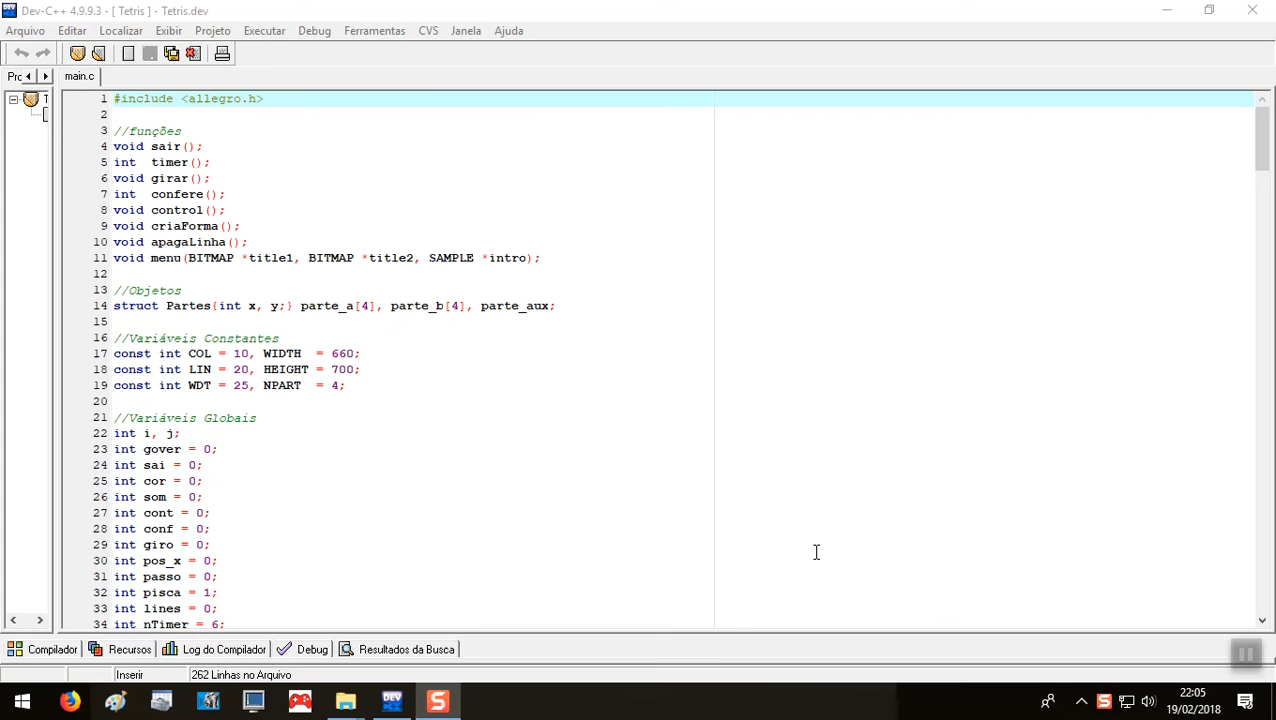 Dev-C++ 4.9.9.3 - [ Tetris ] - Tetris.dev
Arquivo Editar Localizar Exibir Projeto Executar Debug Ferramentas CVS Janela Ajuda
Prc main.c
1 #include <allegro.h>
2
3 //funções
4 void sair();
5 int  timer();
6 void girar();
7 int  confere();
8 void control();
9 void criaForma();
10 void apagaLinha();
11 void menu(BITMAP *title1, BITMAP *title2, SAMPLE *intro);
12
13 //Objetos
14 struct Partes{int x, y;} parte_a[4], parte_b[4], parte_aux;
15
16 //Variáveis Constantes
17 const int COL = 10, WIDTH  = 660;
18 const int LIN = 20, HEIGHT = 700;
19 const int WDT = 25, NPART  = 4;
20
21 //Variáveis Globais
22 int i, j;
23 int gover = 0;
24 int sai = 0;
25 int cor = 0;
26 int som = 0;
27 int cont = 0;
28 int conf = 0;
29 int giro = 0;
30 int pos_x = 0;
31 int passo = 0;
32 int pisca = 1;
33 int lines = 0;
34 int nTimer = 6;
Compilador Recursos Log do Compilador Debug Resultados da Busca
Inserir 262 Linhas no Arquivo
DEV S S
22:05
19/02/2018